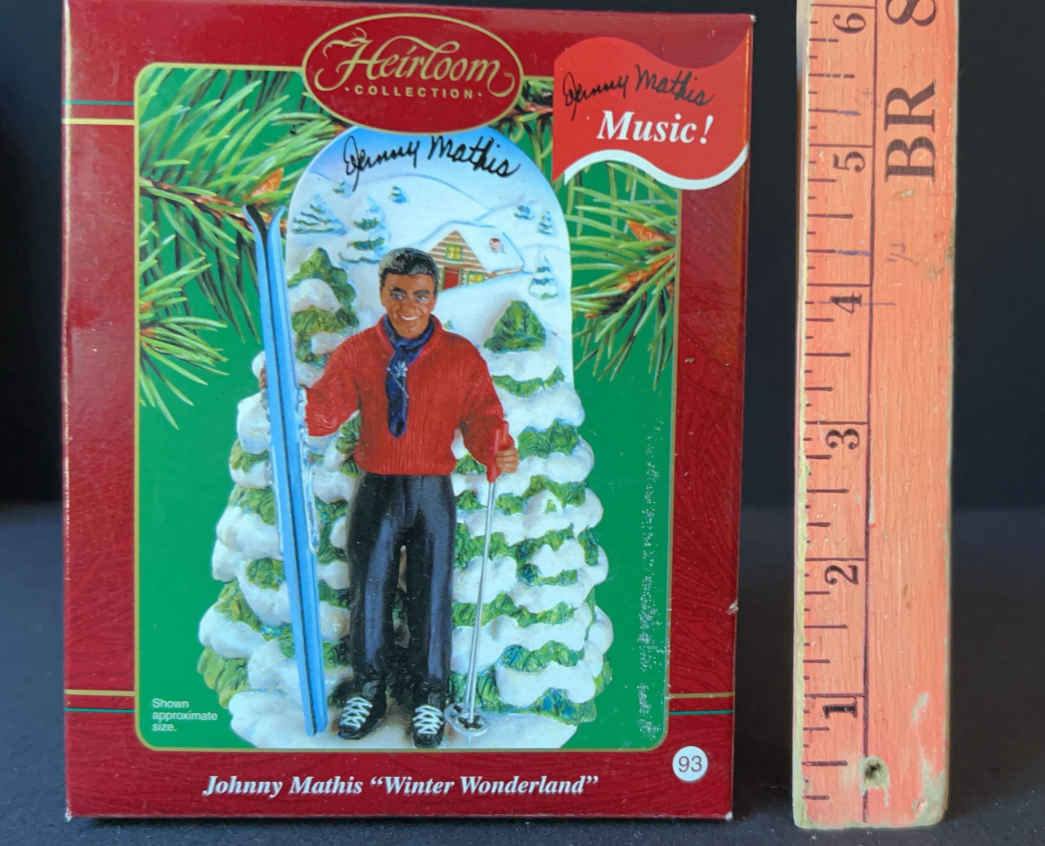 Heirloom
·COLLECTION·
Johnny Mathis
Music!
Johnny Mathis
Shown
approximate
size.
93
Johnny Mathis “Winter Wonderland”
6
5
4
3
2
1
BR 8